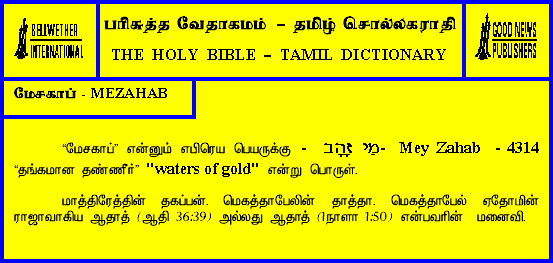 BELLWETHER
INTERNATIONAL
பரிசுத்த வேதாகமம் – தமிழ் சொல்லகராதி
THE HOLY BIBLE – TAMIL DICTIONARY
GOOD NEWS
PUBLISHERS
மேசகாப் - MEZAHAB
“மேசகாப்” என்னும் எபிரெய பெயருக்கு - מֵי זָהָב- Mey Zahab - 4314
“தங்கமான தண்ணீர்” "waters of gold" என்று பொருள்.
மாத்திரேத்தின் தகப்பன். மெகத்தாபேலின் தாத்தா. மெகத்தாபேல் ஏதோமின்
ராஜாவாகிய ஆதாத் (ஆதி 36:39) அல்லது ஆதாத் (1நாளா 1:50) என்பவரின் மனைவி.